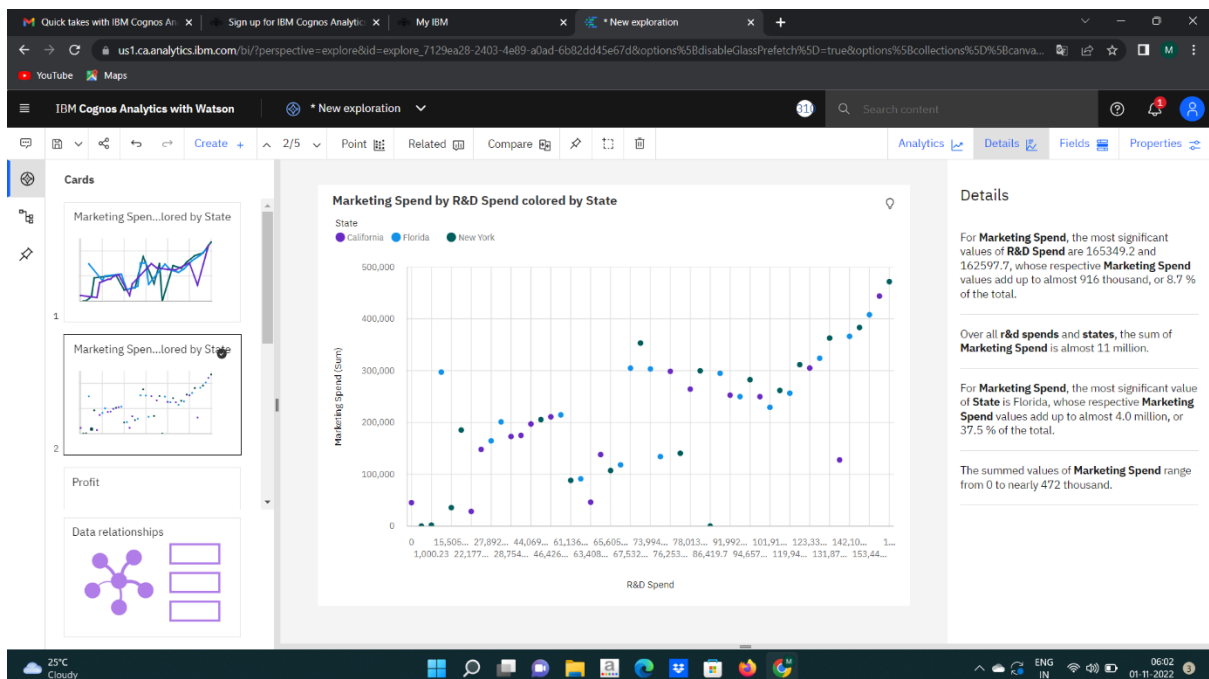 Quick takes with IBM Cognos An
Sign up for IBM Cognos Analytic
My IBM
* New exploration
us1.ca.analytics.ibm.com/bi/?perspective=explore&id=explore_7129ea28-2403-4e89-a0ad-6b82dd45e67d&options%5BdisableGlassPrefetch%5D=true&options%5Bcollections%5D%5Bcanva...
M
YouTube
Maps
IBM Cognos Analytics with Watson
* New exploration
Search content
1
Create +
2/5
Point
Related
Compare
Analytics
Details
Fields
Properties
Cards
Marketing Spen...lored by State
1
Marketing Spen...lored by State
2
Profit
Data relationships
Marketing Spend by R&D Spend colored by State
State
California
Florida
New York
Marketing Spend (Sum)
500,000
400,000
300,000
200,000
100,000
0
0 15,505... 27,892... 44,069... 61,136... 65,605... 73,994... 78,013... 91,992... 101,91... 123,33... 142,10... 1...
1,000.23 22,177... 28,754... 46,426... 63,408... 67,532... 76,253... 86,419.7 94,657... 119,94... 131,87... 153,44...
R&D Spend
Details
For Marketing Spend, the most significant
values of R&D Spend are 165349.2 and
162597.7, whose respective Marketing Spend
values add up to almost 916 thousand, or 8.7 %
of the total.
Over all r&d spends and states, the sum of
Marketing Spend is almost 11 million.
For Marketing Spend, the most significant value
of State is Florida, whose respective Marketing
Spend values add up to almost 4.0 million, or
37.5 % of the total.
The summed values of Marketing Spend range
from 0 to nearly 472 thousand.
25°C
Cloudy
ENG
IN
06:02
01-11-2022
3